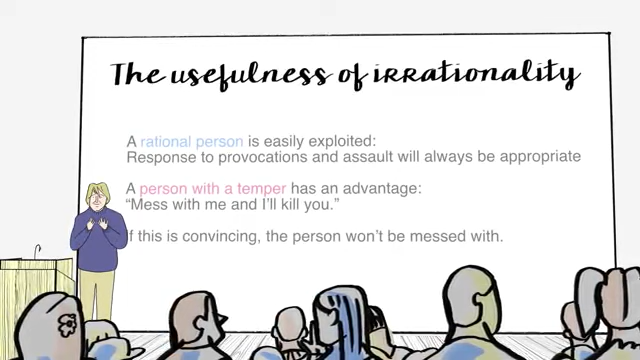 The usefulness of irrationality
A rational person is easily exploited:
Response to provocations and assault will always be appropriate
A person with a temper has an advantage:
“Mess with me and I’ll kill you.”
f this is convincing, the person won’t be messed with.